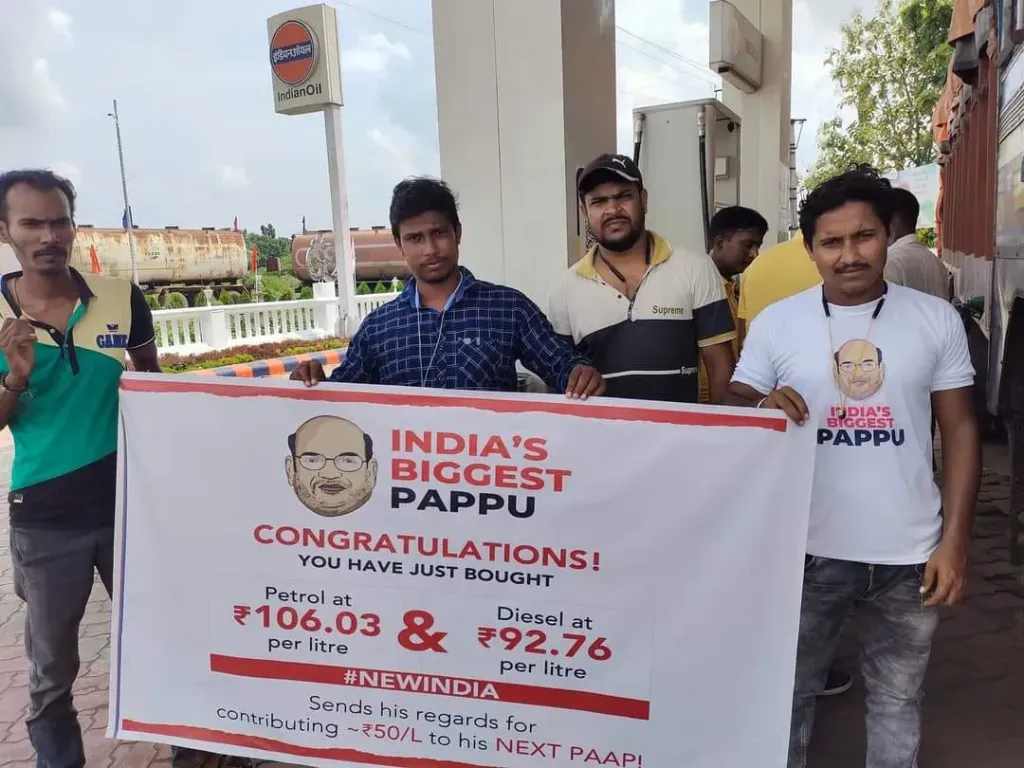 इंडियनऑयल
IndianOil
GAME
Supreme
INDIA'S
BIGGEST
PAPPU
INDIA'S
BIGGEST
PAPPU
CONGRATULATIONS!
YOU HAVE JUST BOUGHT
Petrol at
₹106.03
per litre
&
Diesel at
₹92.76
per litre
#NEWINDIA
Sends his regards for
contributing ~₹50/L to his NEXT PAAP!